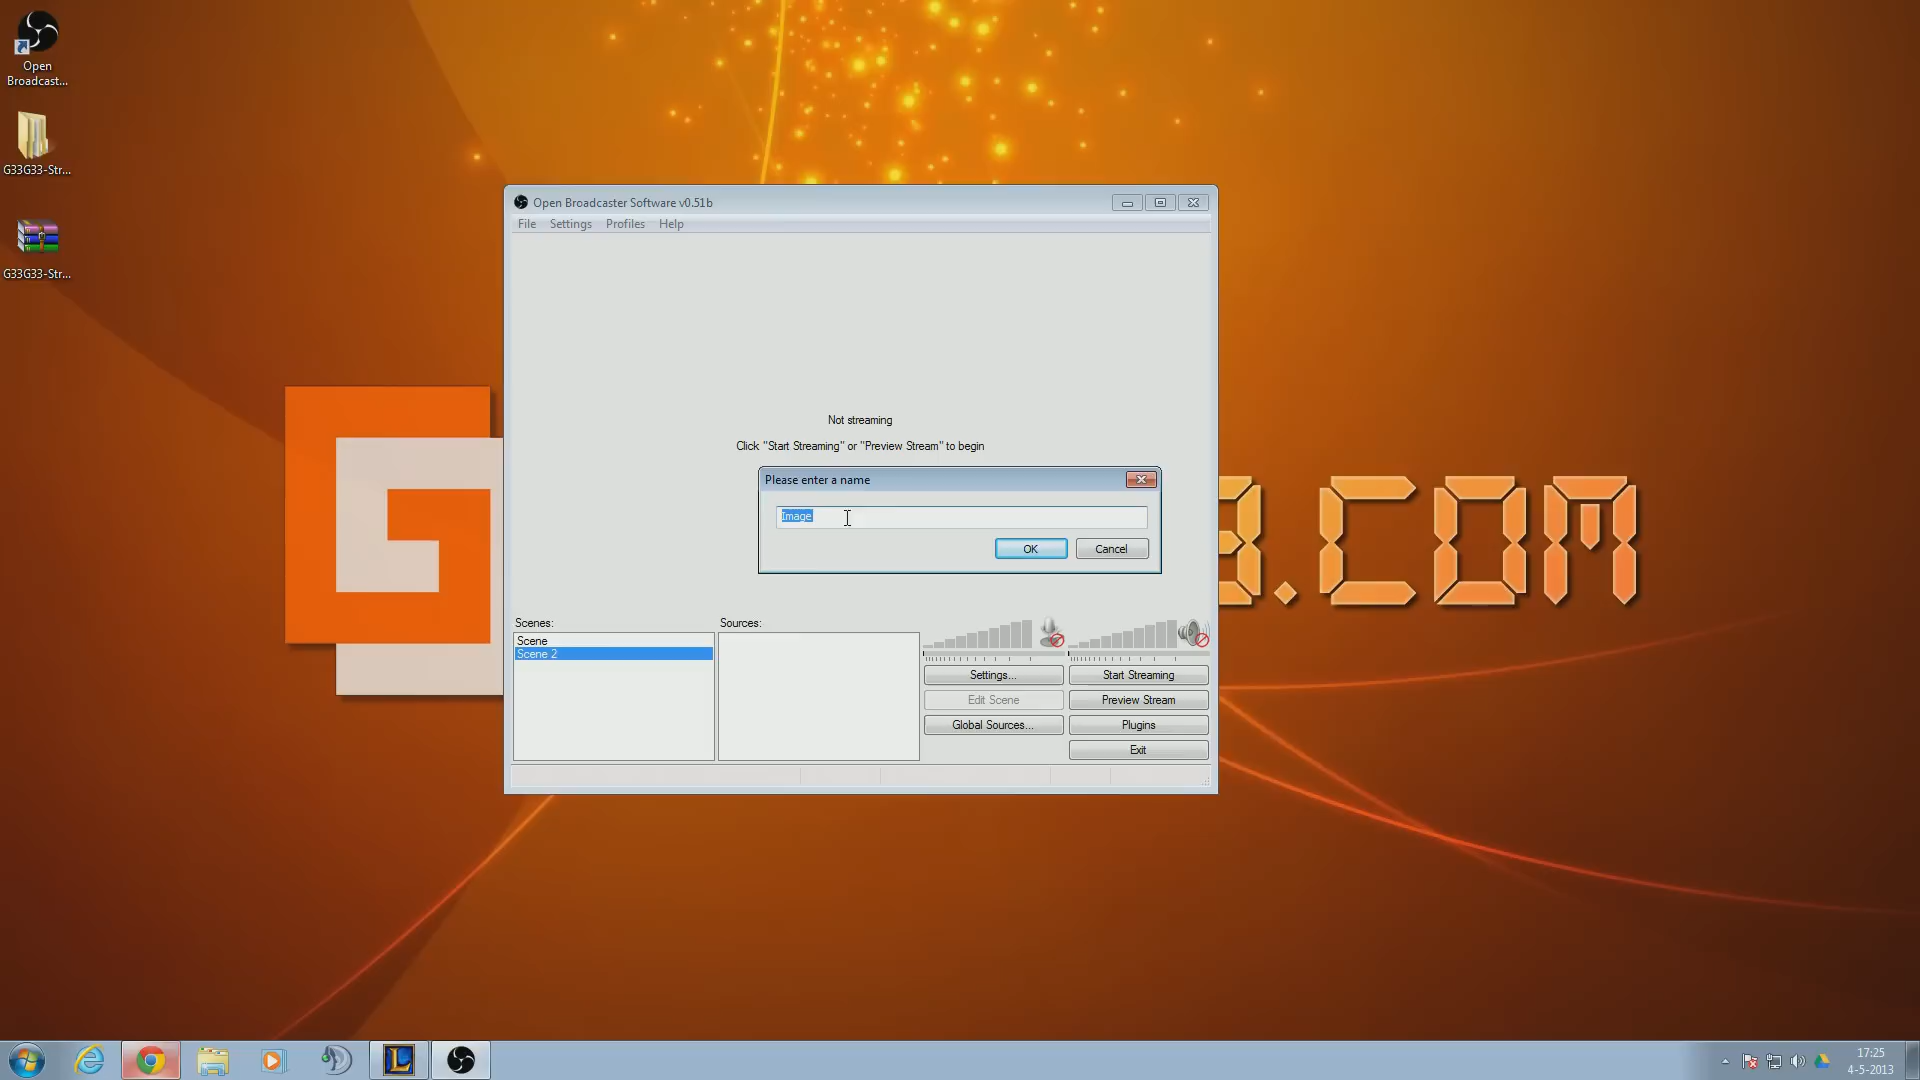 Open
Broadcast...
G33G33-Str...
G33G33-Str...
Open Broadcaster Software v0.51b
File Settings Profiles Help
Not streaming
Click "Start Streaming" or "Preview Stream" to begin
Please enter a name
Image
OK Cancel
.COM
Scenes:
Scene
Scene 2
Sources:
Settings... Start Streaming
Edit Scene Preview Stream
Global Sources... Plugins
Exit
17:25
4-5-2013